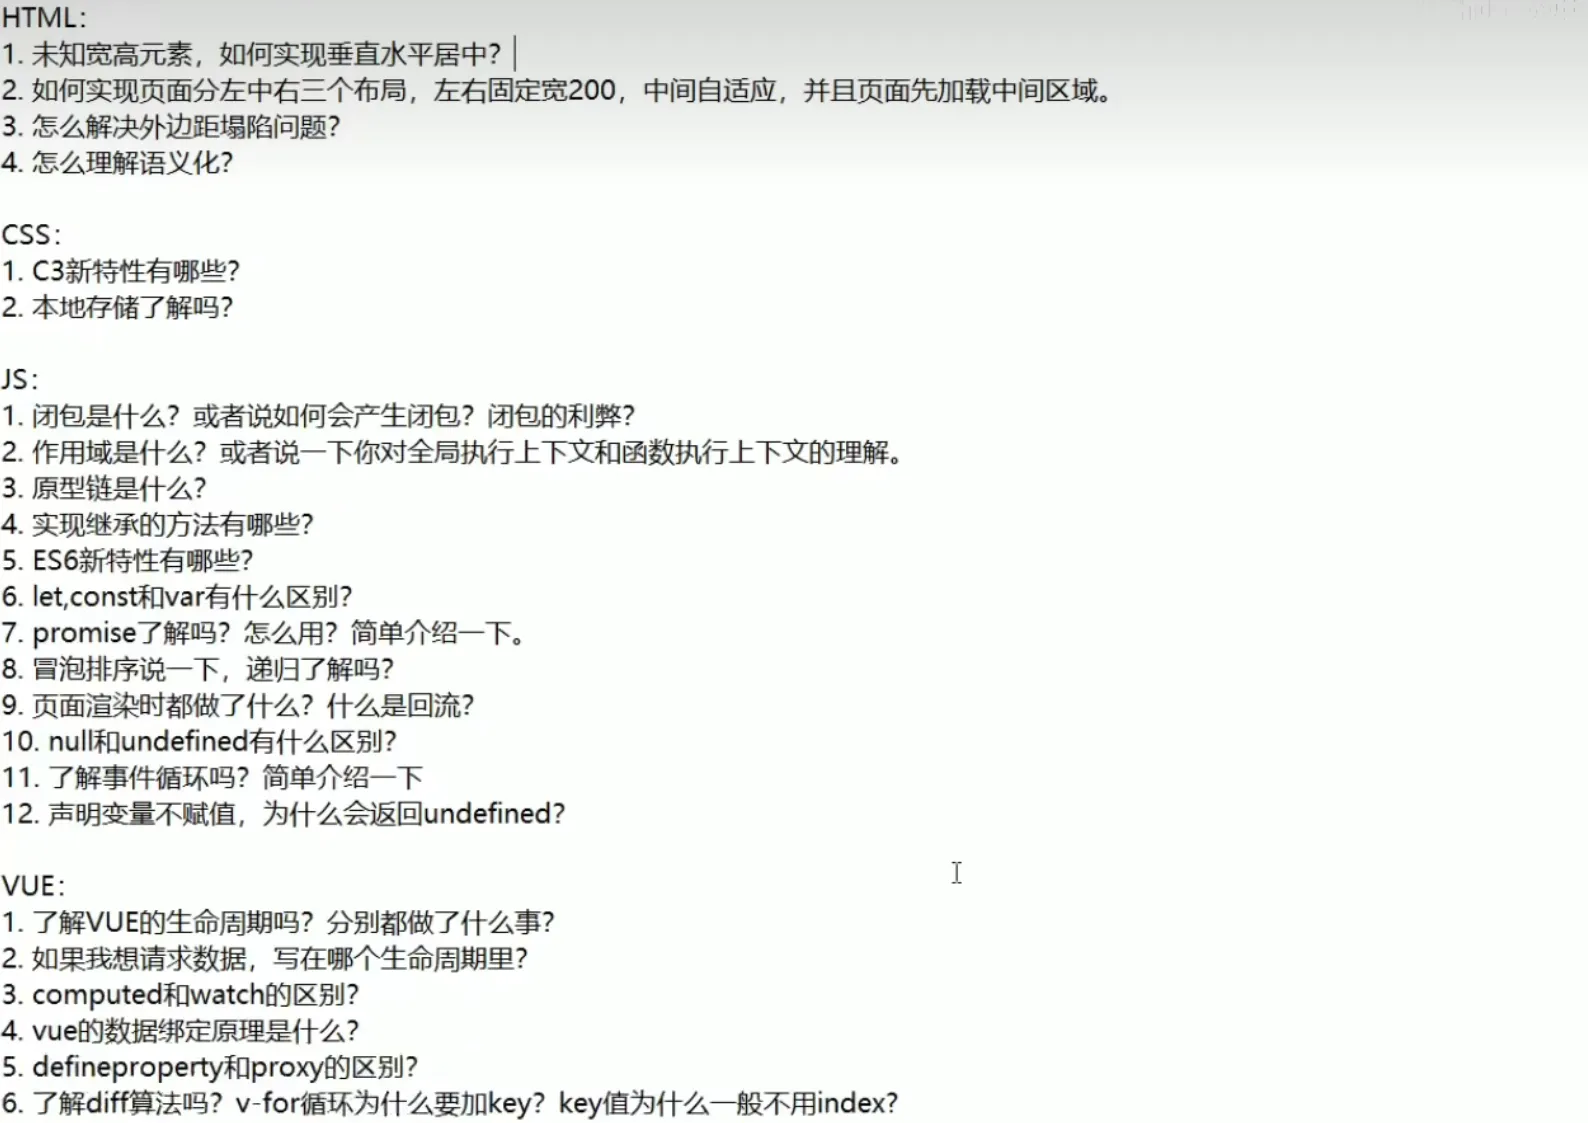 HTML：
1. 未知宽高元素，如何实现垂直水平居中？
2. 如何实现页面分左中右三个布局，左右固定宽200，中间自适应，并且页面先加载中间区域。
3. 怎么解决外边距塌陷问题？
4. 怎么理解语义化？
CSS：
1. C3新特性有哪些？
2. 本地存储了解吗？
JS：
1. 闭包是什么？或者说如何会产生闭包？闭包的利弊？
2. 作用域是什么？或者说一下你对全局执行上下文和函数执行上下文的理解。
3. 原型链是什么？
4. 实现继承的方法有哪些？
5. ES6新特性有哪些？
6. let,const和var有什么区别？
7. promise了解吗？怎么用？简单介绍一下。
8. 冒泡排序说一下，递归了解吗？
9. 页面渲染时都做了什么？什么是回流？
10. null和undefined有什么区别？
11. 了解事件循环吗？简单介绍一下
12. 声明变量不赋值，为什么会返回undefined？
VUE：
1. 了解VUE的生命周期吗？分别都做了什么事？
2. 如果我想请求数据，写在哪个生命周期里？
3. computed和watch的区别？
4. vue的数据绑定原理是什么？
5. defineproperty和proxy的区别？
6. 了解diff算法吗？v-for循环为什么要加key？key值为什么一般不用index？